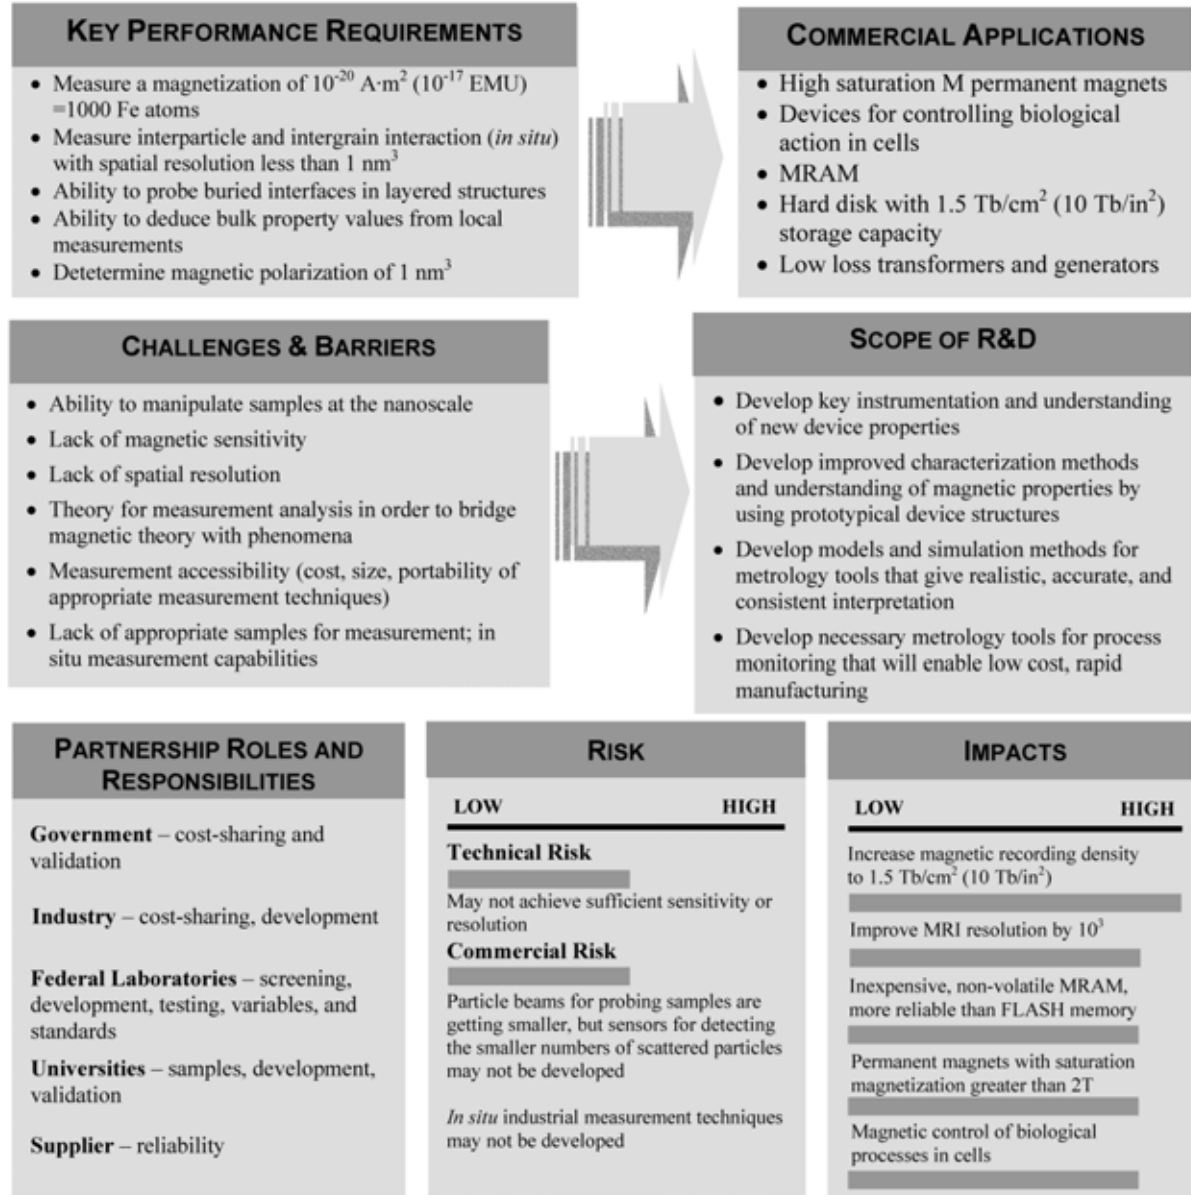 KEY PERFORMANCE REQUIREMENTS
• Measure a magnetization of 10⁻²⁰ A·m² (10⁻¹⁷ EMU)
=1000 Fe atoms
• Measure interparticle and intergrain interaction (in situ)
with spatial resolution less than 1 nm³
• Ability to probe buried interfaces in layered structures
• Ability to deduce bulk property values from local
measurements
• Detetermine magnetic polarization of 1 nm³
COMMERCIAL APPLICATIONS
• High saturation M permanent magnets
• Devices for controlling biological
action in cells
• MRAM
• Hard disk with 1.5 Tb/cm² (10 Tb/in²)
storage capacity
• Low loss transformers and generators
CHALLENGES & BARRIERS
• Ability to manipulate samples at the nanoscale
• Lack of magnetic sensitivity
• Lack of spatial resolution
• Theory for measurement analysis in order to bridge
magnetic theory with phenomena
• Measurement accessibility (cost, size, portability of
appropriate measurement techniques)
• Lack of appropriate samples for measurement; in
situ measurement capabilities
SCOPE OF R&D
• Develop key instrumentation and understanding
of new device properties
• Develop improved characterization methods
and understanding of magnetic properties by
using prototypical device structures
• Develop models and simulation methods for
metrology tools that give realistic, accurate, and
consistent interpretation
• Develop necessary metrology tools for process
monitoring that will enable low cost, rapid
manufacturing
PARTNERSHIP ROLES AND
RESPONSIBILITIES
Government – cost-sharing and
validation
Industry – cost-sharing, development
Federal Laboratories – screening,
development, testing, variables, and
standards
Universities – samples, development,
validation
Supplier – reliability
RISK
LOW HIGH
Technical Risk
May not achieve sufficient sensitivity or
resolution
Commercial Risk
Particle beams for probing samples are
getting smaller, but sensors for detecting
the smaller numbers of scattered particles
may not be developed
In situ industrial measurement techniques
may not be developed
IMPACTS
LOW HIGH
Increase magnetic recording density
to 1.5 Tb/cm² (10 Tb/in²)
Improve MRI resolution by 10³
Inexpensive, non-volatile MRAM,
more reliable than FLASH memory
Permanent magnets with saturation
magnetization greater than 2T
Magnetic control of biological
processes in cells